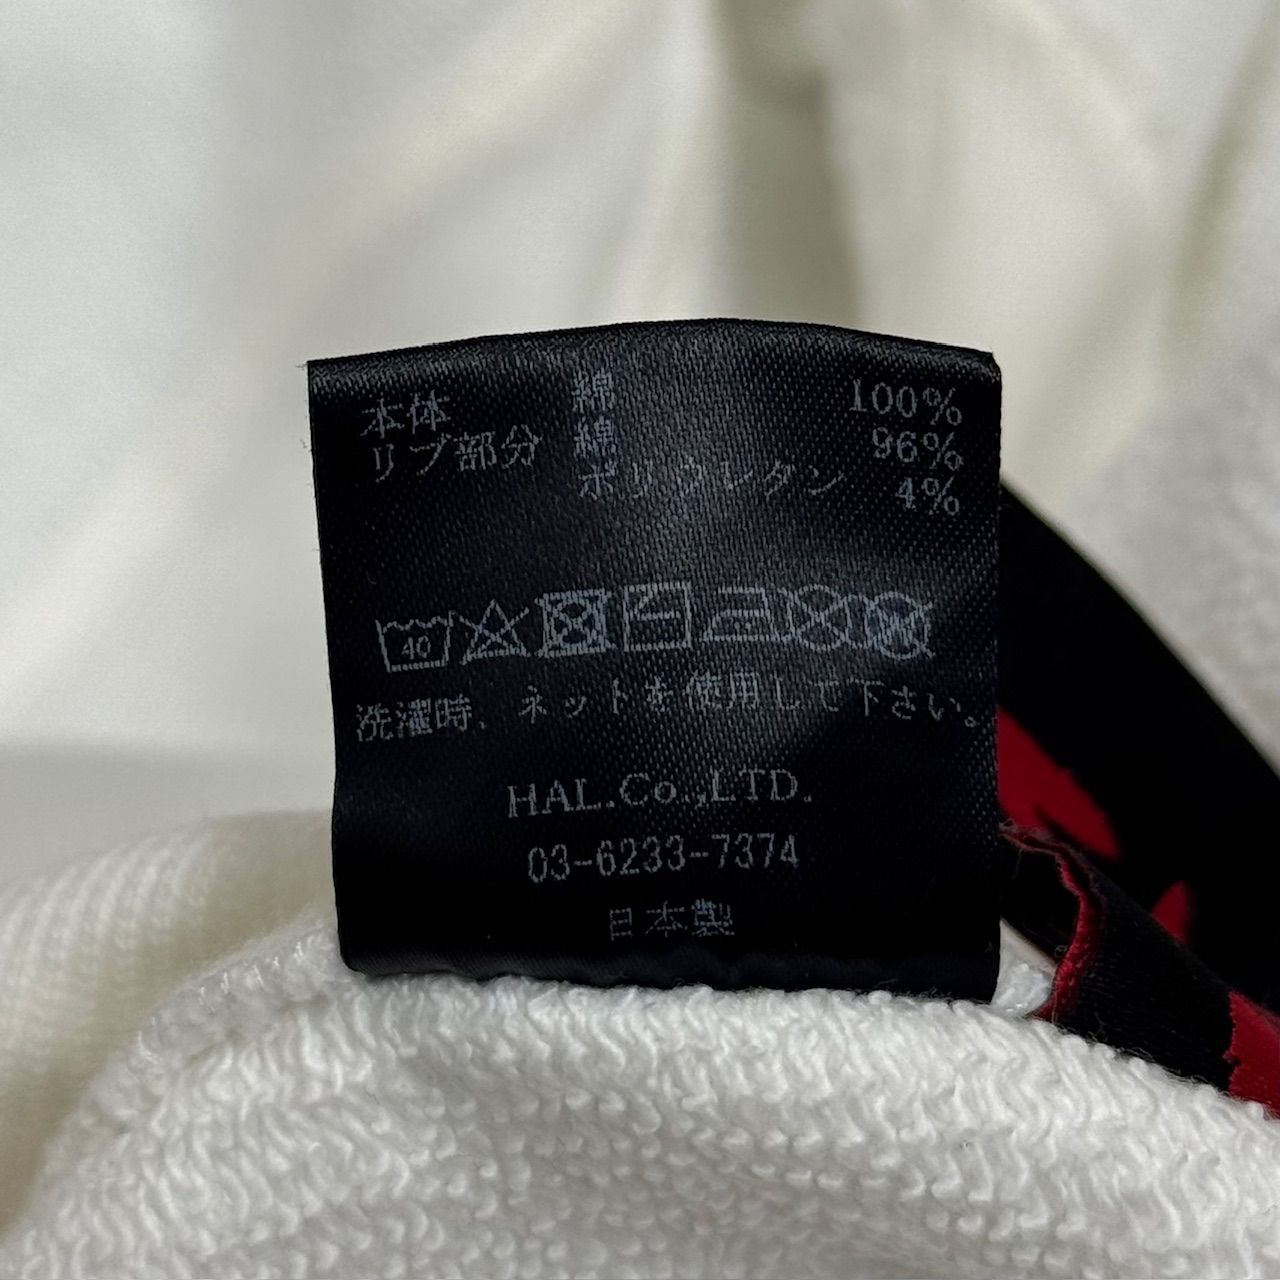 本体 綿 100%
リブ部分 綿 96%
ポリウレタン 4%
40
洗濯時、ネットを使用して下さい。
HAL.Co.,LTD.
03-6233-7374
日本製